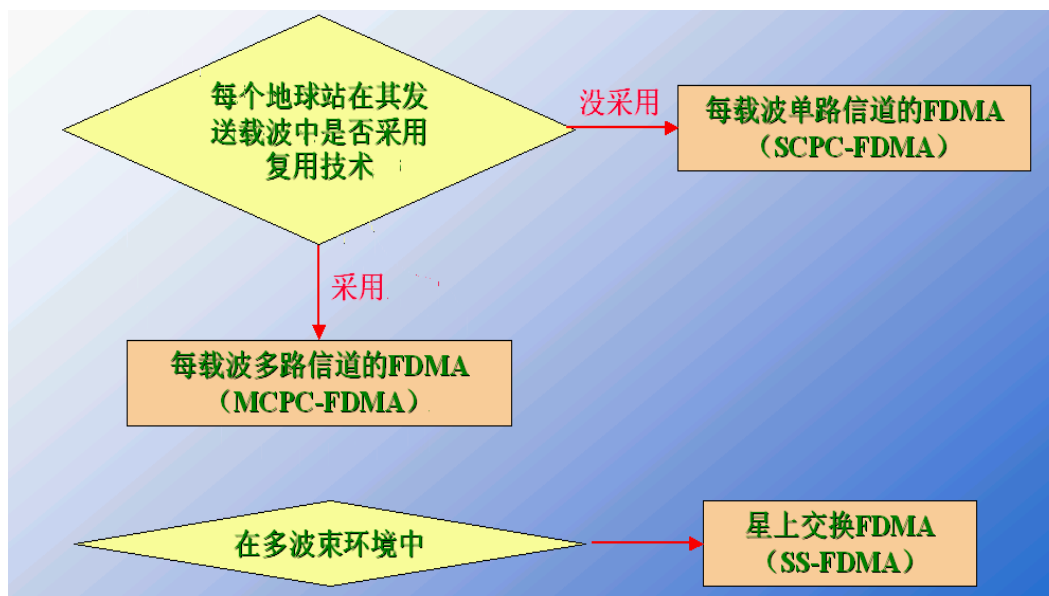 每个地球站在其发
送载波中是否采用
复用技术
没采用
每载波单路信道的FDMA
（SCPC-FDMA）
采用
每载波多路信道的FDMA
（MCPC-FDMA）
在多波束环境中
星上交换FDMA
（SS-FDMA）